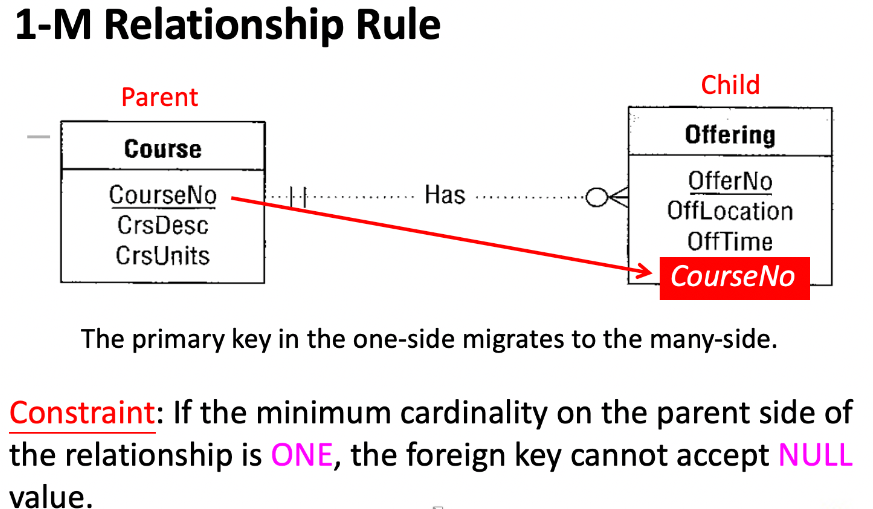 1-M Relationship Rule
Parent
Child
Course
CourseNo
CrsDesc
CrsUnits
Has
Offering
OfferNo
OffLocation
OffTime
CourseNo
The primary key in the one-side migrates to the many-side.
Constraint: If the minimum cardinality on the parent side of
the relationship is ONE, the foreign key cannot accept NULL
value.